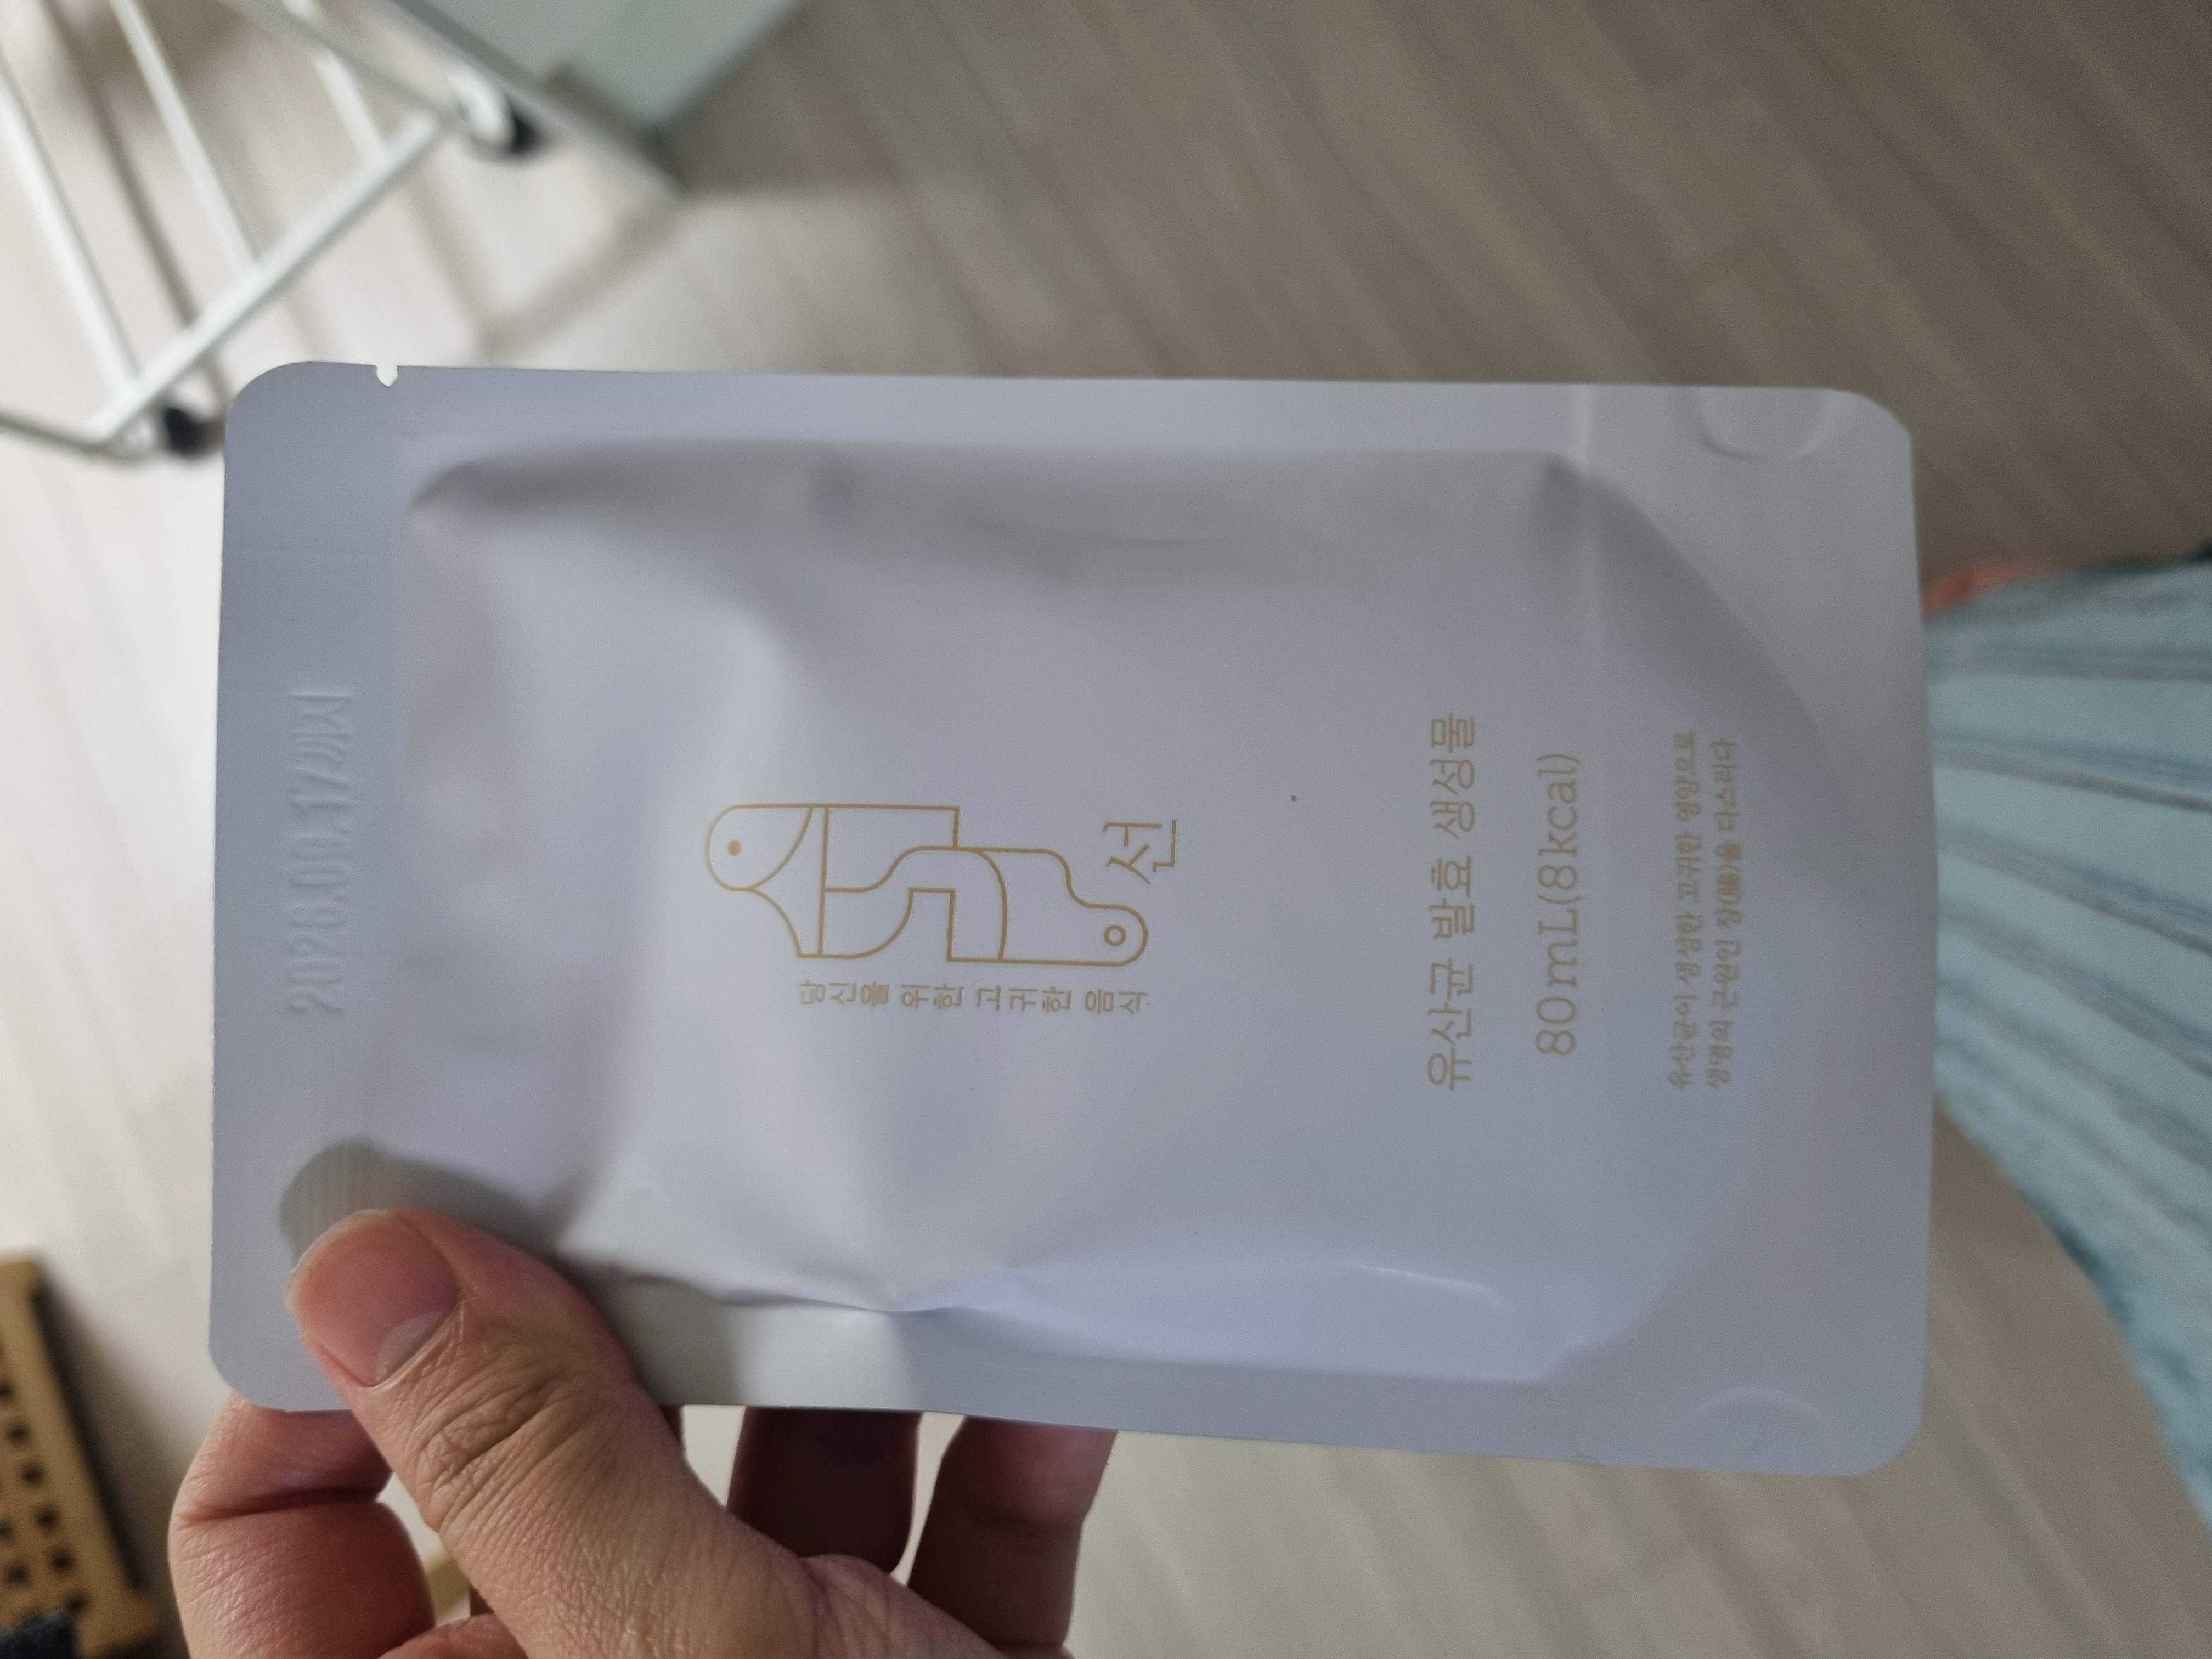 2026.09.17까지
당신을 위한 고귀한 음식
선
유산균 발효 생성물
80mL(8kcal)
유산균이 생성한 고귀한 영양으로
생명의 근원인 장(腸)을 다스리다